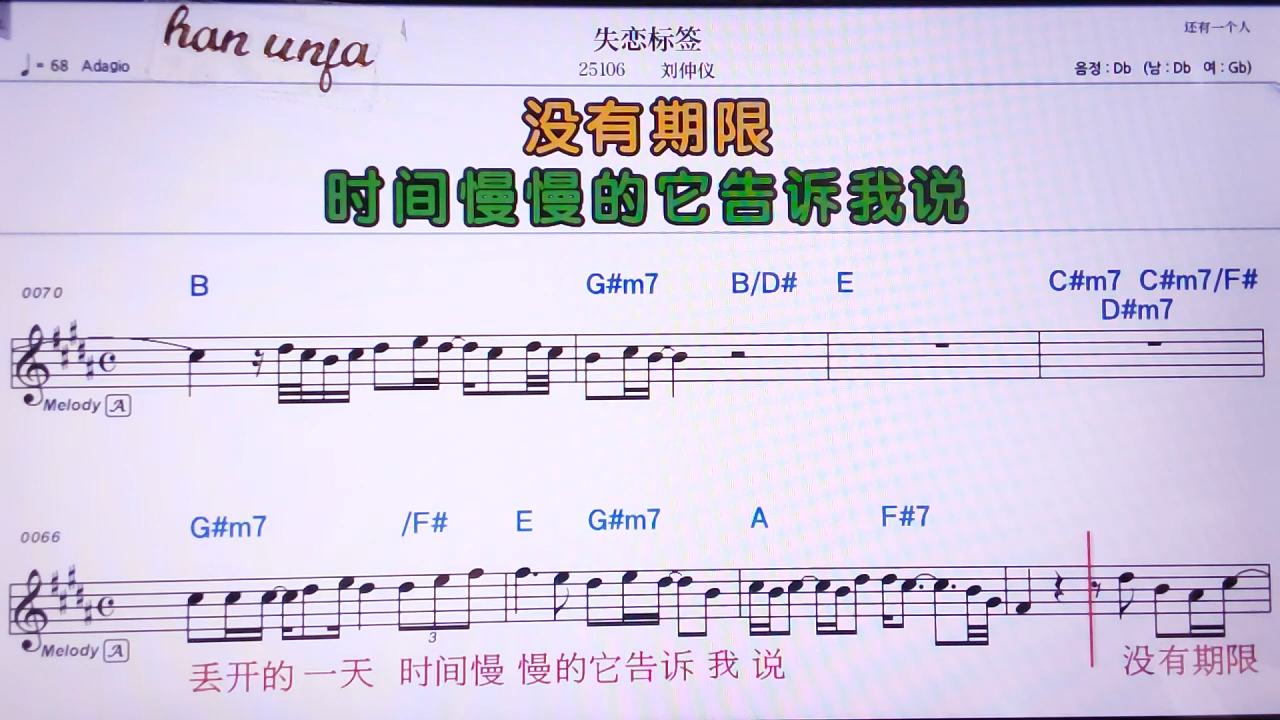 han unfa
失恋标签
还有一个人
♩= 68 Adagio
25106 刘仲仪
음정 : Db (남 : Db 여 : Gb)
没有期限
时间慢慢的它告诉我说
B G#m7 B/D# E C#m7 C#m7/F#
D#m7
0070
Melody A
G#m7 /F# E G#m7 A F#7
0066
3
Melody A
丢开的一天 时间慢 慢的它告诉 我 说 没有期限